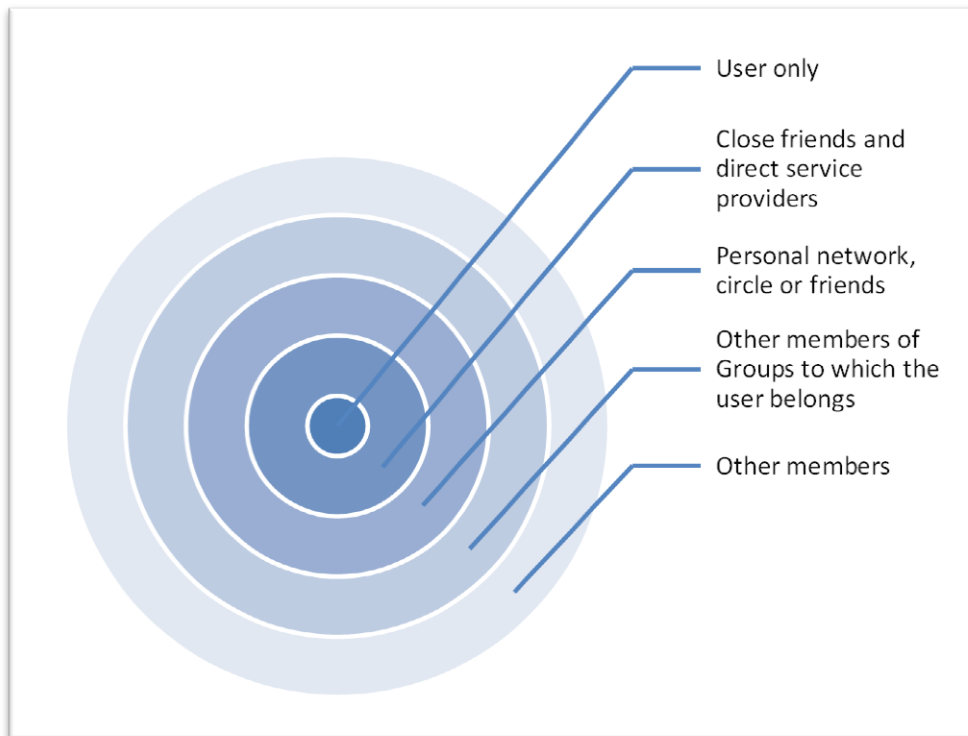 User only
Close friends and
direct service
providers
Personal network,
circle or friends
Other members of
Groups to which the
user belongs
Other members